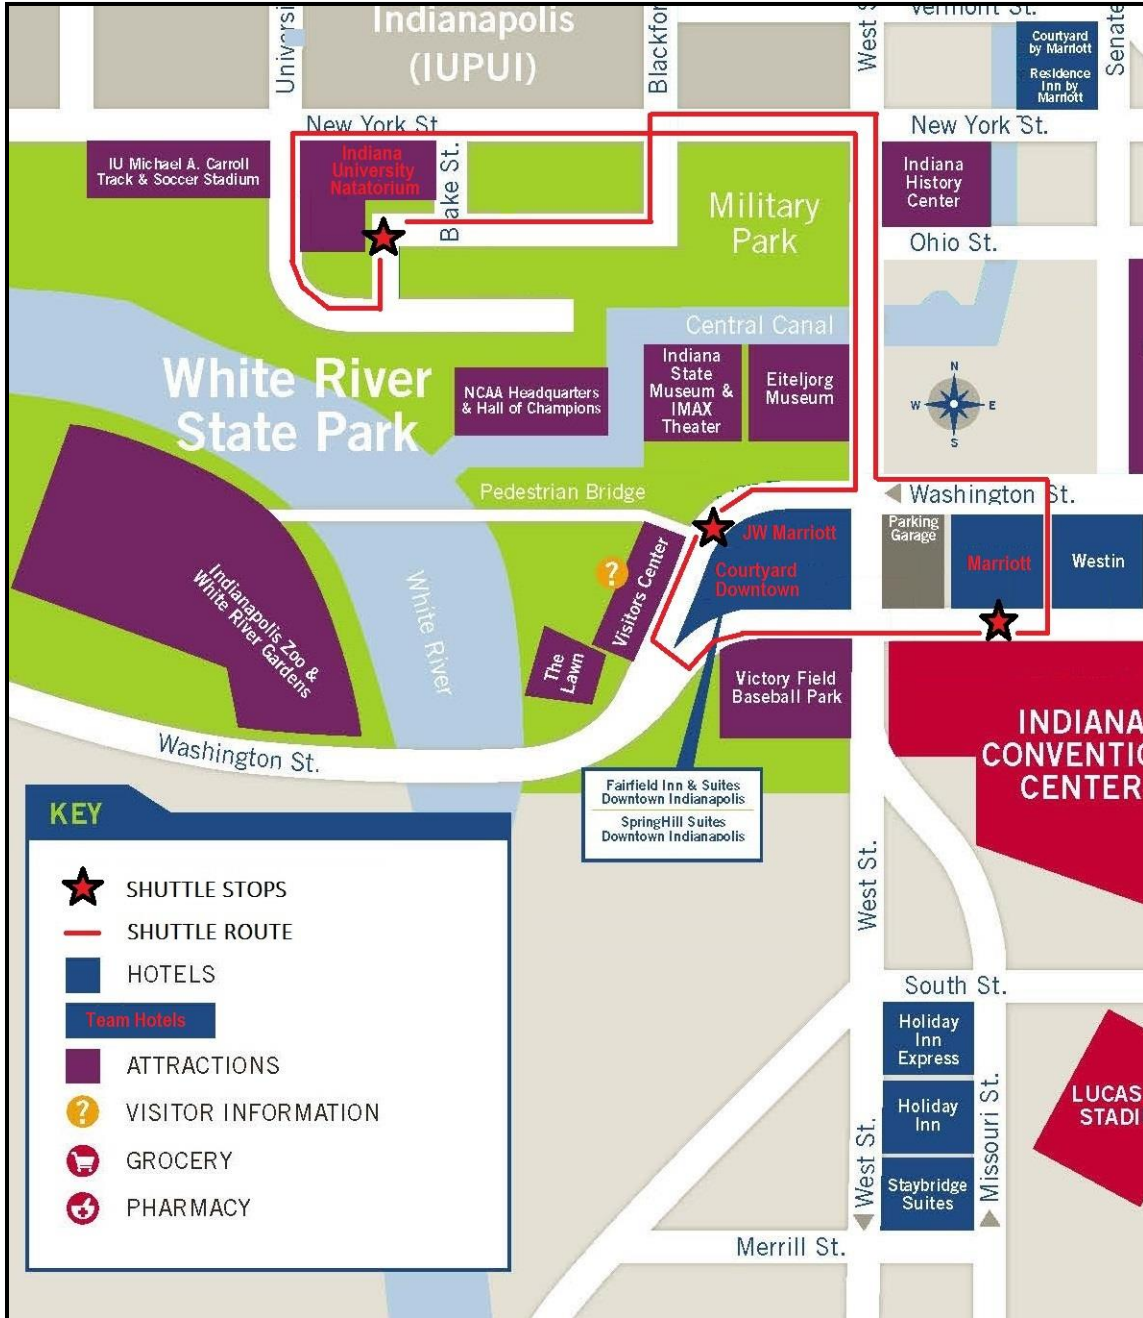 Indianapolis
(IUPUI)
Universi
Blackfor
West S
Vermont St.
Senate
Courtyard
by Marriott
Residence
Inn by
Marriott
New York St.
New York St.
IU Michael A. Carroll
Track & Soccer Stadium
Indiana
University
Natatorium
Blake St.
Military
Park
Indiana
History
Center
Ohio St.
Central Canal
White River
State Park
NCAA Headquarters
& Hall of Champions
Indiana
State
Museum &
IMAX
Theater
Eiteljorg
Museum
N
W
E
S
Pedestrian Bridge
Washington St.
JW Marriott
Courtyard
Downtown
Parking
Garage
Marriott
Westin
?
Visitors Center
The
Lawn
Indianapolis Zoo &
White River Gardens
White River
Victory Field
Baseball Park
INDIANA
CONVENTIO
CENTER
Washington St.
Fairfield Inn & Suites
Downtown Indianapolis
SpringHill Suites
Downtown Indianapolis
KEY
SHUTTLE STOPS
SHUTTLE ROUTE
HOTELS
Team Hotels
ATTRACTIONS
? VISITOR INFORMATION
GROCERY
PHARMACY
West St.
South St.
Holiday
Inn
Express
Holiday
Inn
Staybridge
Suites
West St.
Missouri St.
LUCAS
STADI
Merrill St.